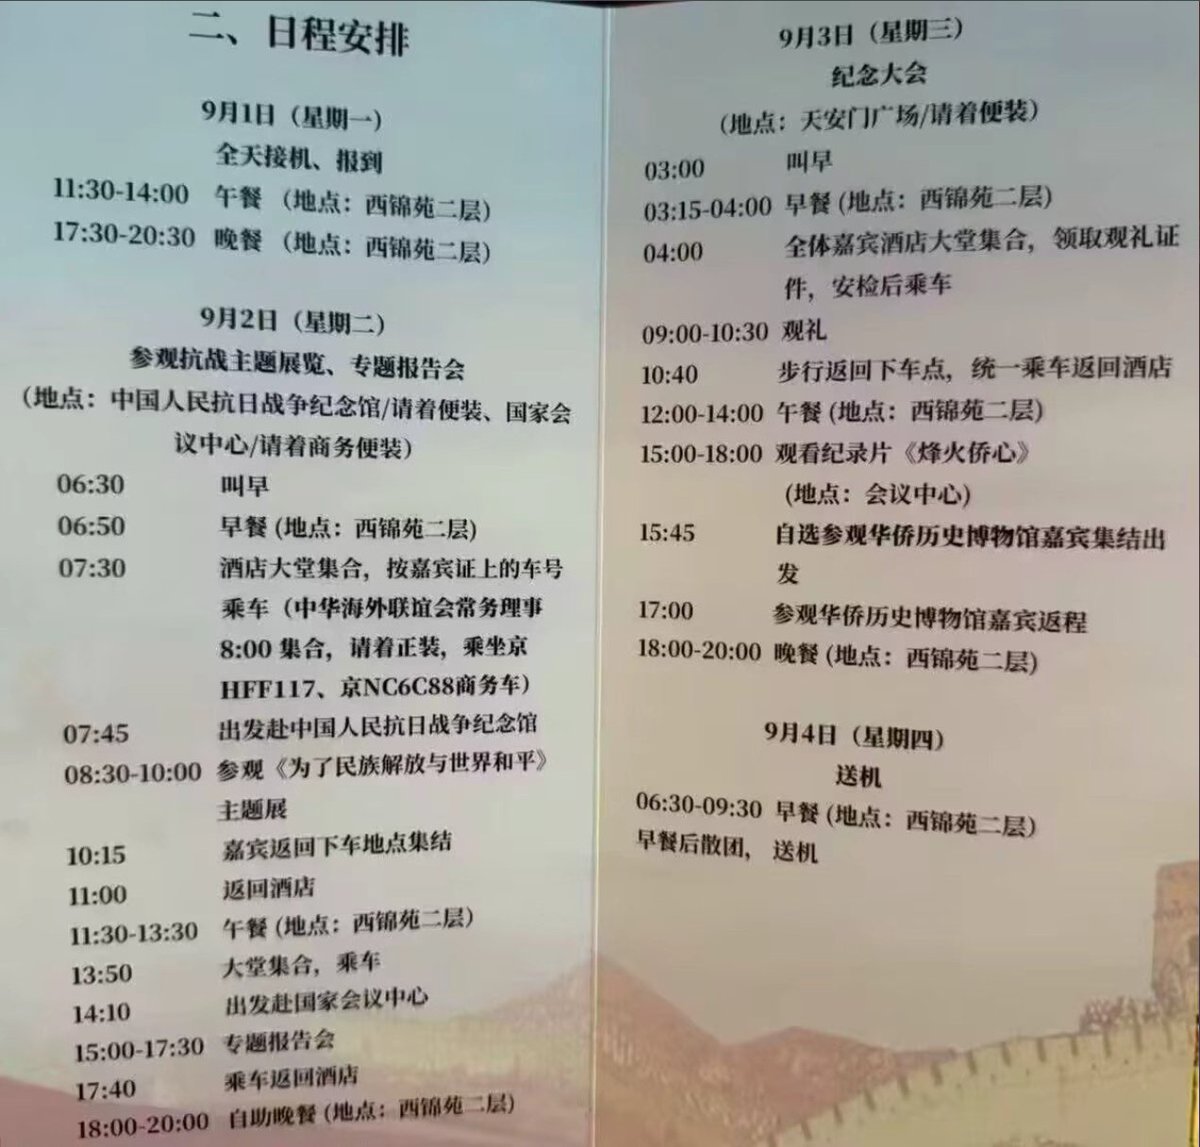 二、日程安排
9月1日（星期一）
全天接机、报到
11:30-14:00 午餐 （地点：西锦苑二层）
17:30-20:30 晚餐 （地点：西锦苑二层）
9月2日（星期二）
参观抗战主题展览、专题报告会
（地点：中国人民抗日战争纪念馆/请着便装、国家会
议中心/请着商务便装）
06:30 叫早
06:50 早餐 (地点：西锦苑二层)
07:30 酒店大堂集合，按嘉宾证上的车号
乘车（中华海外联谊会常务理事
8:00 集合，请着正装，乘坐京
HFF117、京NC6C88商务车）
07:45 出发赴中国人民抗日战争纪念馆
08:30-10:00 参观《为了民族解放与世界和平》
主题展
10:15 嘉宾返回下车地点集结
11:00 返回酒店
11:30-13:30 午餐 (地点：西锦苑二层）
13:50 大堂集合，乘车
14:10 出发赴国家会议中心
15:00-17:30 专题报告会
17:40 乘车返回酒店
18:00-20:00 自助晚餐 (地点：西锦苑二层)
9月3日（星期三）
纪念大会
（地点：天安门广场/请着便装）
03:00 叫早
03:15-04:00 早餐 (地点：西锦苑二层)
04:00 全体嘉宾酒店大堂集合，领取观礼证
件，安检后乘车
09:00-10:30 观礼
10:40 步行返回下车点，统一乘车返回酒店
12:00-14:00 午餐 (地点：西锦苑二层)
15:00-18:00 观看纪录片《烽火侨心》
(地点：会议中心)
15:45 自选参观华侨历史博物馆嘉宾集结出
发
17:00 参观华侨历史博物馆嘉宾返程
18:00-20:00 晚餐 (地点：西锦苑二层)
9月4日（星期四）
送机
06:30-09:30 早餐 (地点：西锦苑二层）
早餐后散团，送机